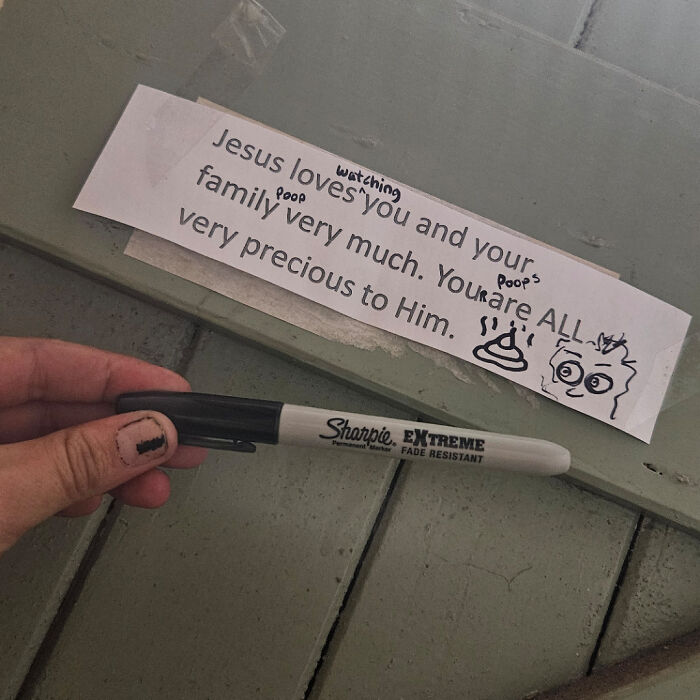 watching
Jesus loves ^ you and your
poop
family very much. YouR are ALL
poops
very precious to Him.
Sharpie. EXTREME
Permanent Marker FADE RESISTANT